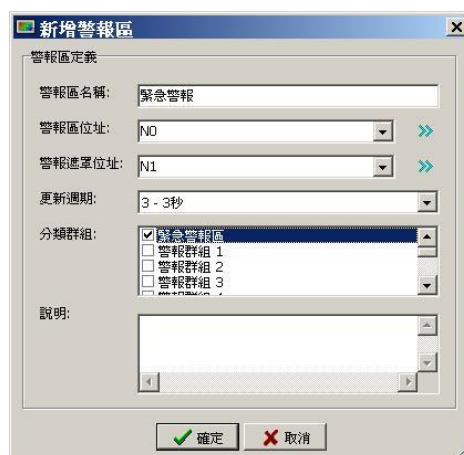 新增警報區
警報區定義
警報區名稱: 緊急警報
警報區位址: N0
警報遮罩位址: N1
更新週期: 3 - 3秒
分類群組: 緊急警報區
警報群組 1
警報群組 2
警報群組 3
說明:
確定 取消